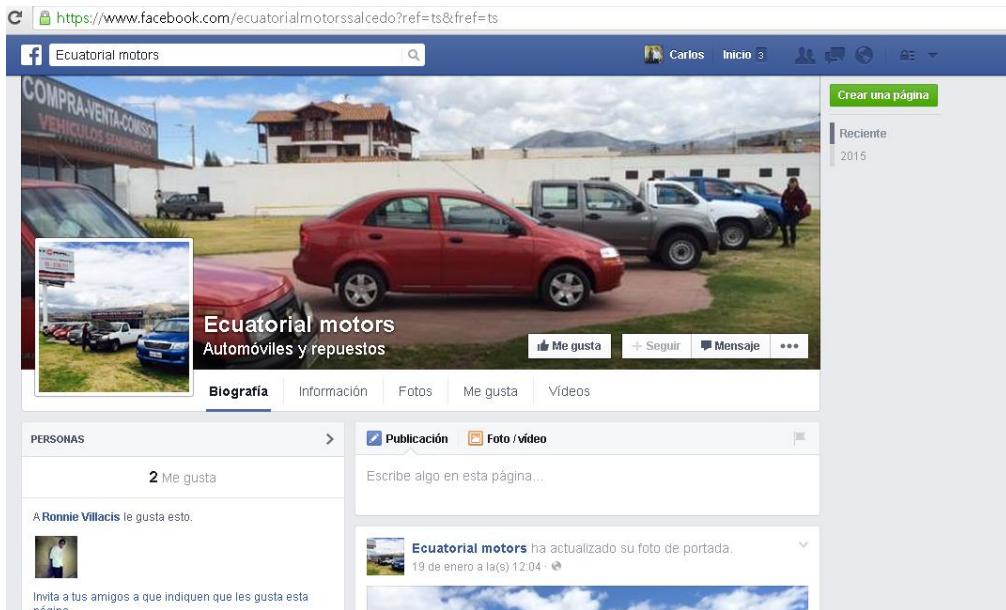 https://www.facebook.com/ecuatorialmotorssalcedo?ref=ts&fref=ts
Ecuatorial motors
Carlos
Inicio 3
COMPRA-VENTA-COMISION
VEHICULOS
Crear una página
Reciente
2015
Ecuatorial motors
Automóviles y repuestos
Me gusta
+ Seguir
Mensaje
Biografía
Información
Fotos
Me gusta
Vídeos
PERSONAS
2 Me gusta
A Ronnie Villacis le gusta esto.
Invita a tus amigos a que indiquen que les gusta esta
página
Publicación
Foto / vídeo
Escribe algo en esta página...
Ecuatorial motors ha actualizado su foto de portada.
19 de enero a la(s) 12:04 ·